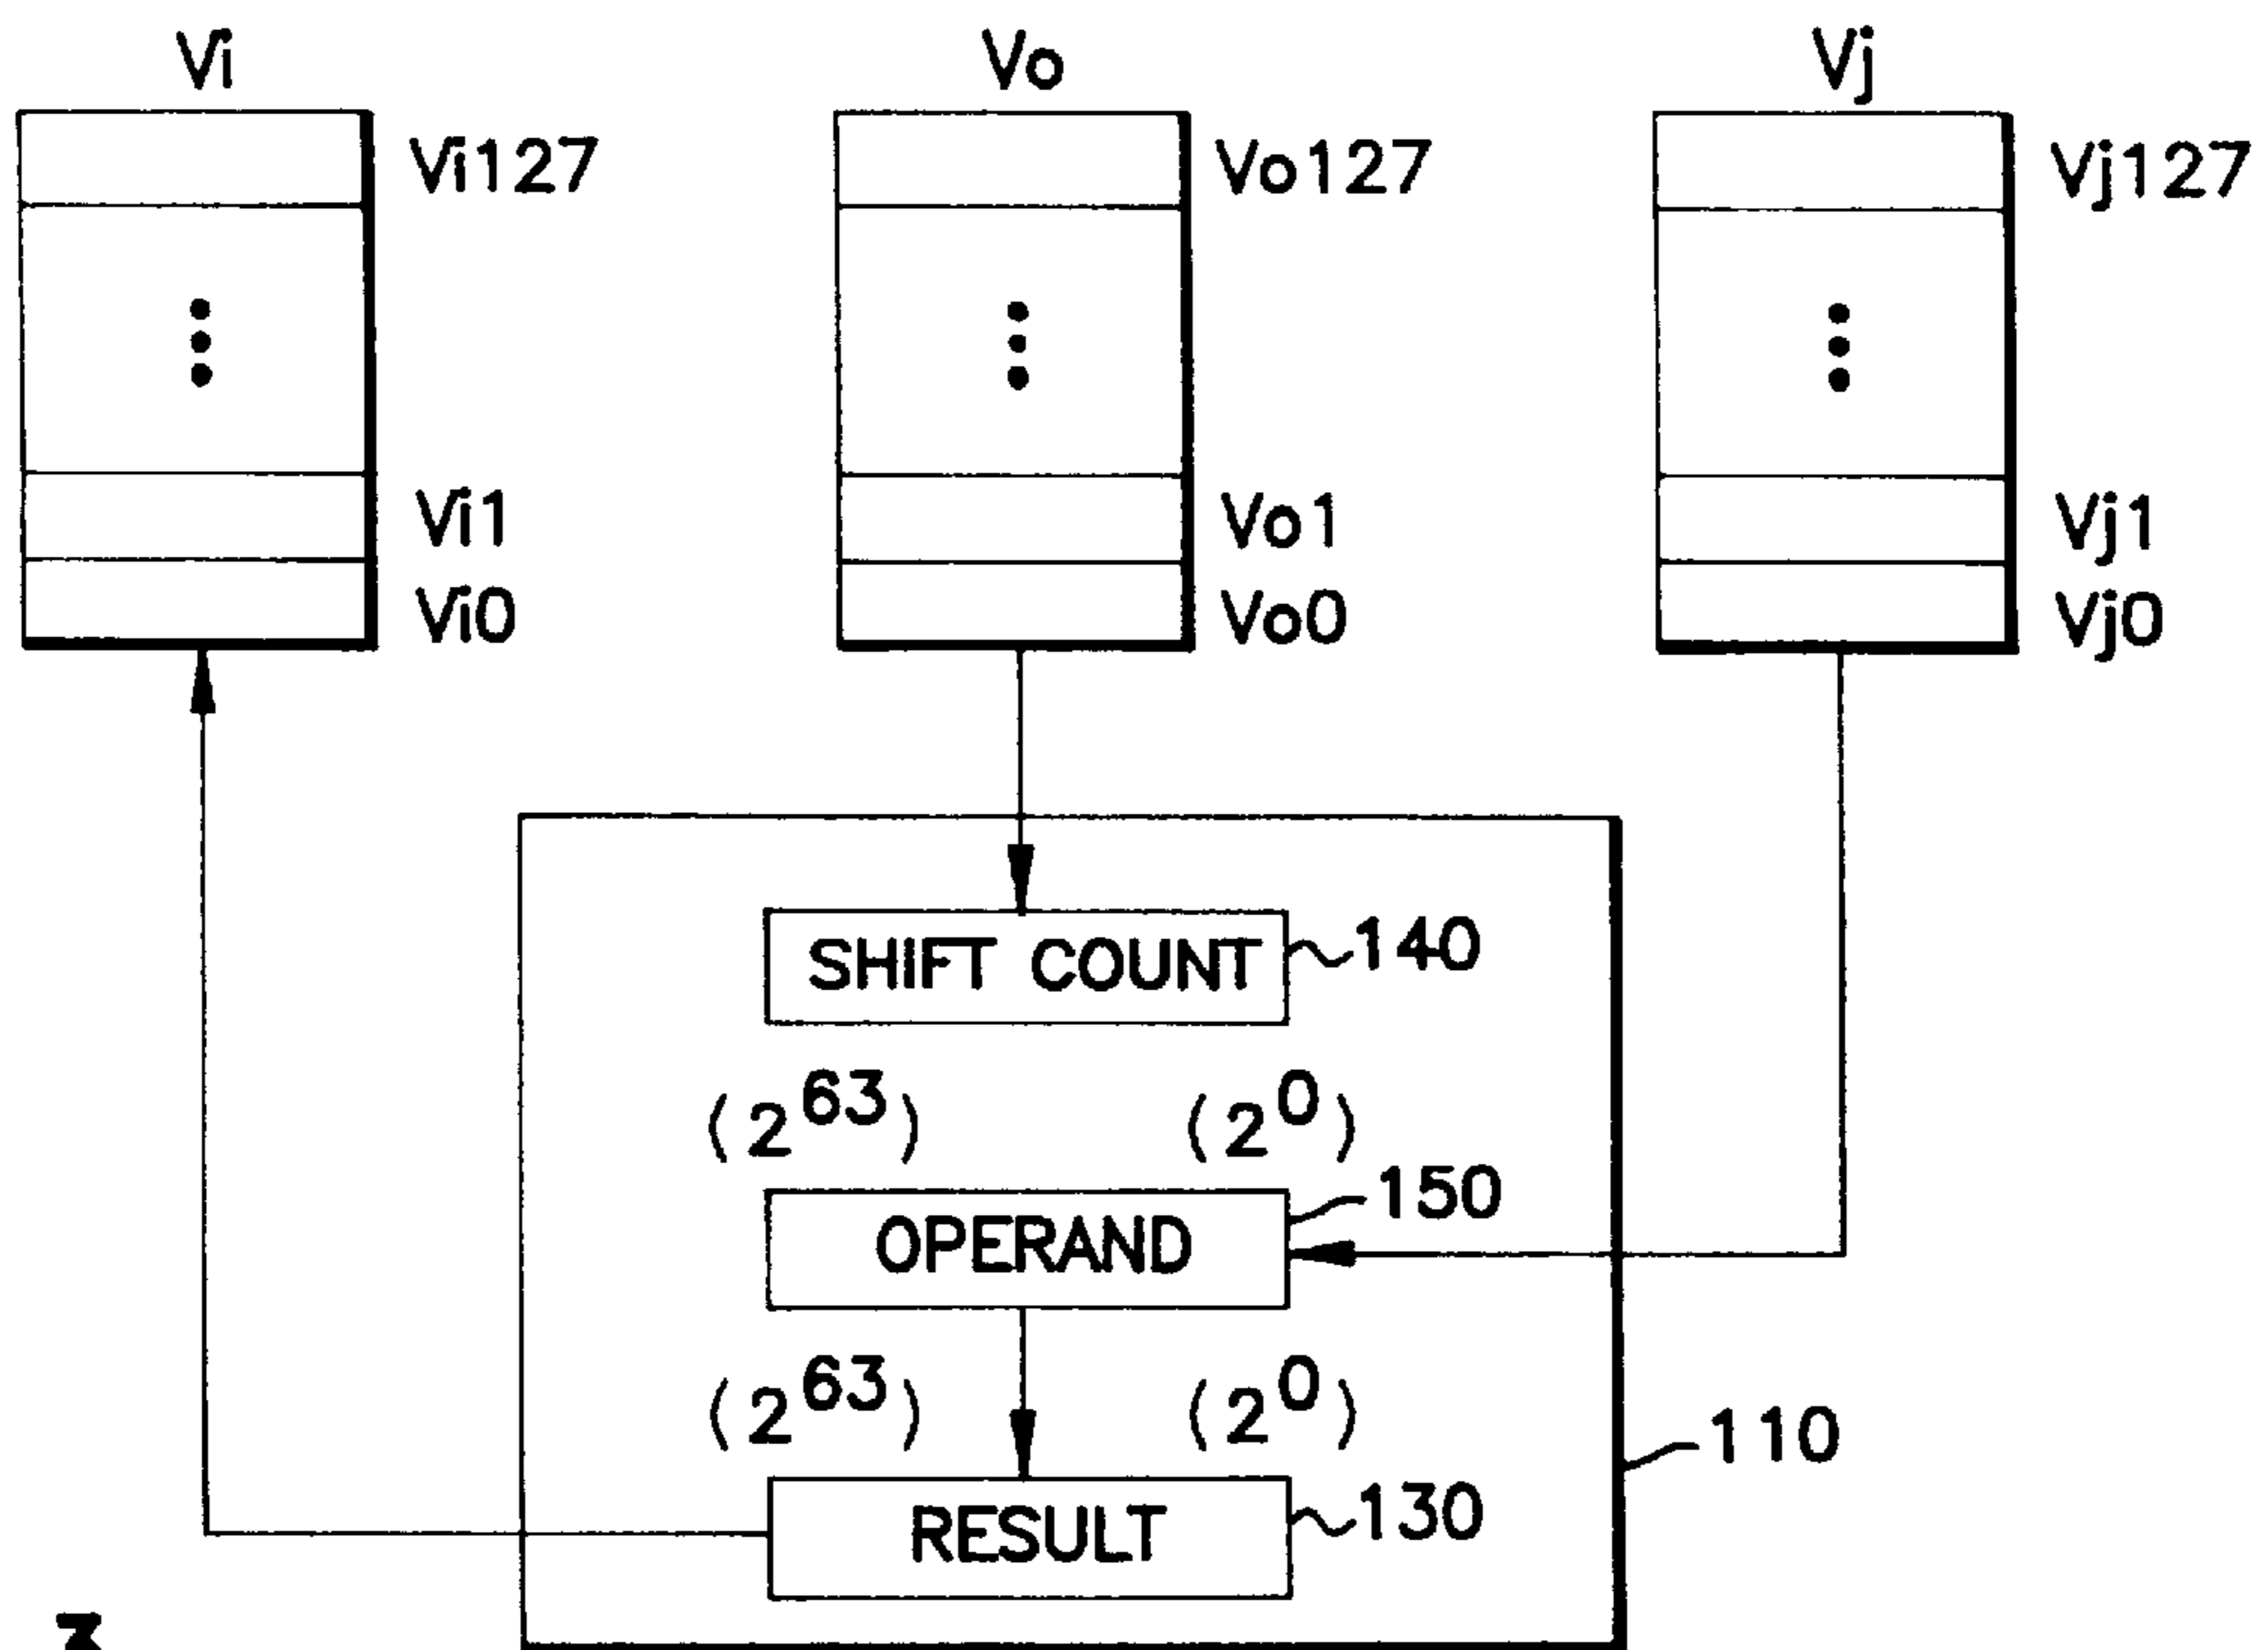 Vi Vo Vj
Vi127 Vo127 Vj127
Vi1 Vo1 Vj1
Vi0 Vo0 Vj0
SHIFT COUNT 140
(2^63) (2^0)
150
OPERAND
(2^63) (2^0)
110
RESULT 130
3